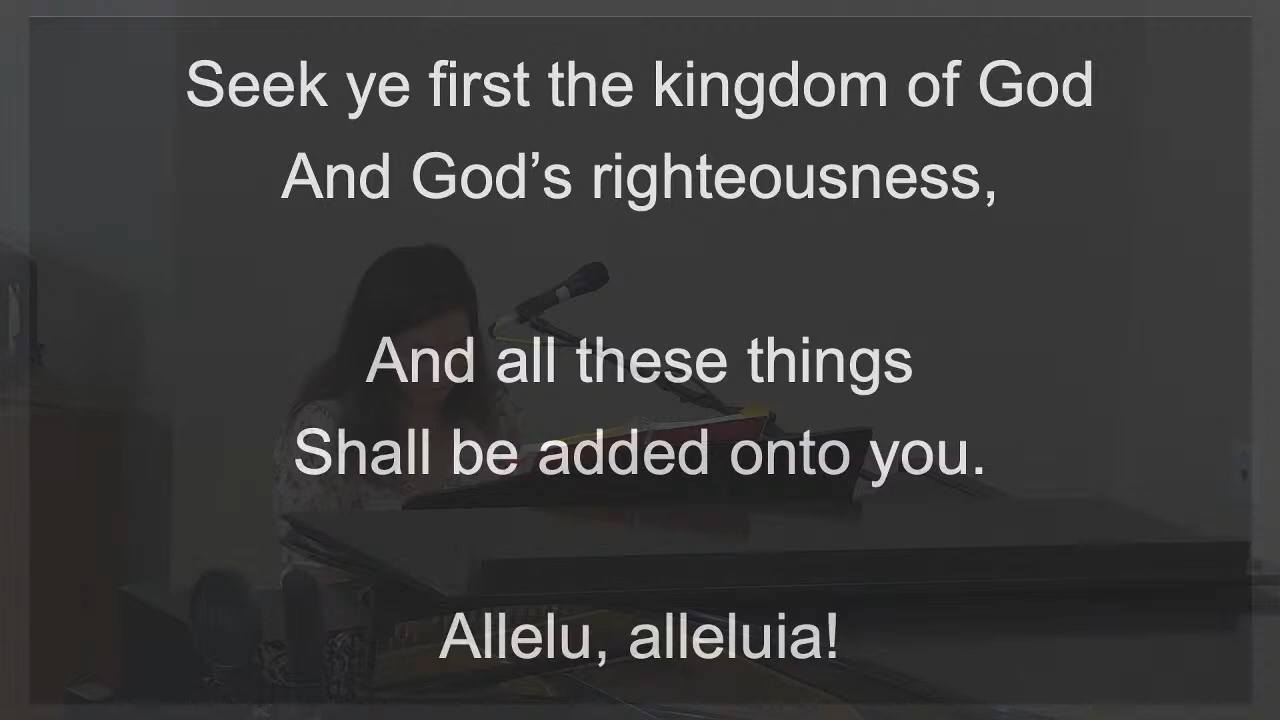 Seek ye first the kingdom of God
And God’s righteousness,
And all these things
Shall be added onto you.
Allelu, alleluia!